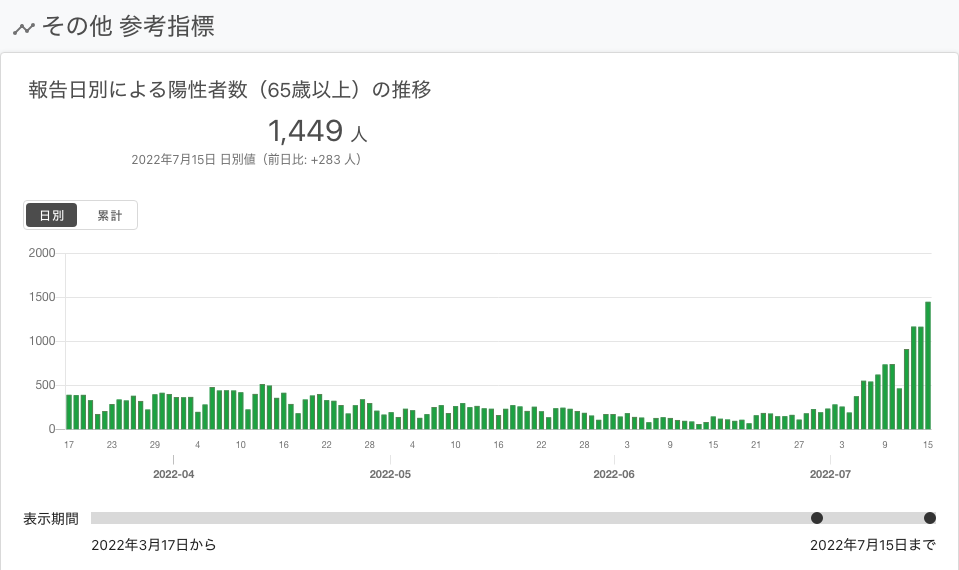 その他 参考指標
報告日別による陽性者数（65歳以上）の推移
1,449 人
2022年7月15日 日別値（前日比: +283 人）
日別 累計
2000
1500
1000
500
0
17 23 29 4 10 16 22 28 4 10 16 22 28 3 9 15 21 27 3 9 15
2022-04 2022-05 2022-06 2022-07
表示期間
2022年3月17日から 2022年7月15日まで